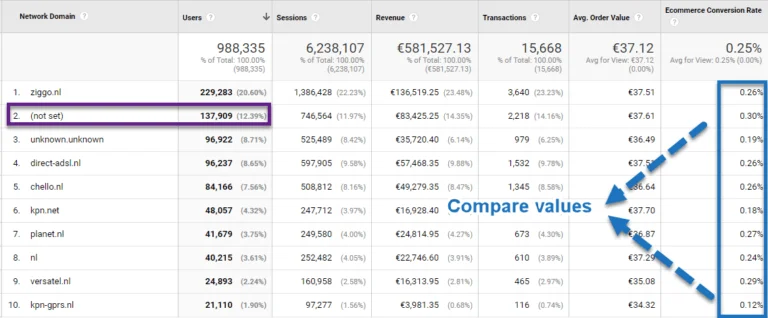 Network Domain ? Users ? ↓ Sessions ? Revenue ? Transactions ? Avg. Order Value ? Ecommerce Conversion Rate ?
988,335 6,238,107 €581,527.13 15,668 €37.12 0.25%
% of Total: 100.00% (988,335) % of Total: 100.00% (6,238,107) % of Total: 100.00% (€581,527.13) % of Total: 100.00% (15,668) Avg for View: €37.12 (0.00%) Avg for View: 0.25% (0.00%)
1. ziggo.nl 229,283 (20.60%) 1,386,428 (22.23%) €136,519.25 (23.48%) 3,640 (23.23%) €37.51 0.26%
2. (not set) 137,909 (12.39%) 746,564 (11.97%) €83,425.25 (14.35%) 2,218 (14.16%) €37.61 0.30%
3. unknown.unknown 96,922 (8.71%) 525,489 (8.42%) €35,720.40 (6.14%) 979 (6.25%) €36.49 0.19%
4. direct-adsl.nl 96,237 (8.65%) 597,905 (9.58%) €57,468.35 (9.88%) 1,532 (9.78%) €37.51 0.26%
5. chello.nl 84,166 (7.56%) 508,812 (8.16%) €49,279.35 (8.47%) 1,345 (8.58%) €36.64 0.26%
6. kpn.net 48,057 (4.32%) 247,712 (3.97%) €16,928.40 €37.70 0.18%
Compare values
7. planet.nl 41,679 (3.75%) 249,580 (4.00%) €24,814.95 (4.27%) 673 (4.30%) €36.87 0.27%
8. nl 40,215 (3.61%) 252,482 (4.05%) €22,746.60 (3.91%) 610 (3.89%) €37.29 0.24%
9. versatel.nl 24,893 (2.24%) 160,958 (2.58%) €16,313.95 (2.81%) 465 (2.97%) €35.08 0.29%
10. kpn-gprs.nl 21,110 (1.90%) 97,277 (1.56%) €3,981.35 (0.68%) 116 (0.74%) €34.32 0.12%